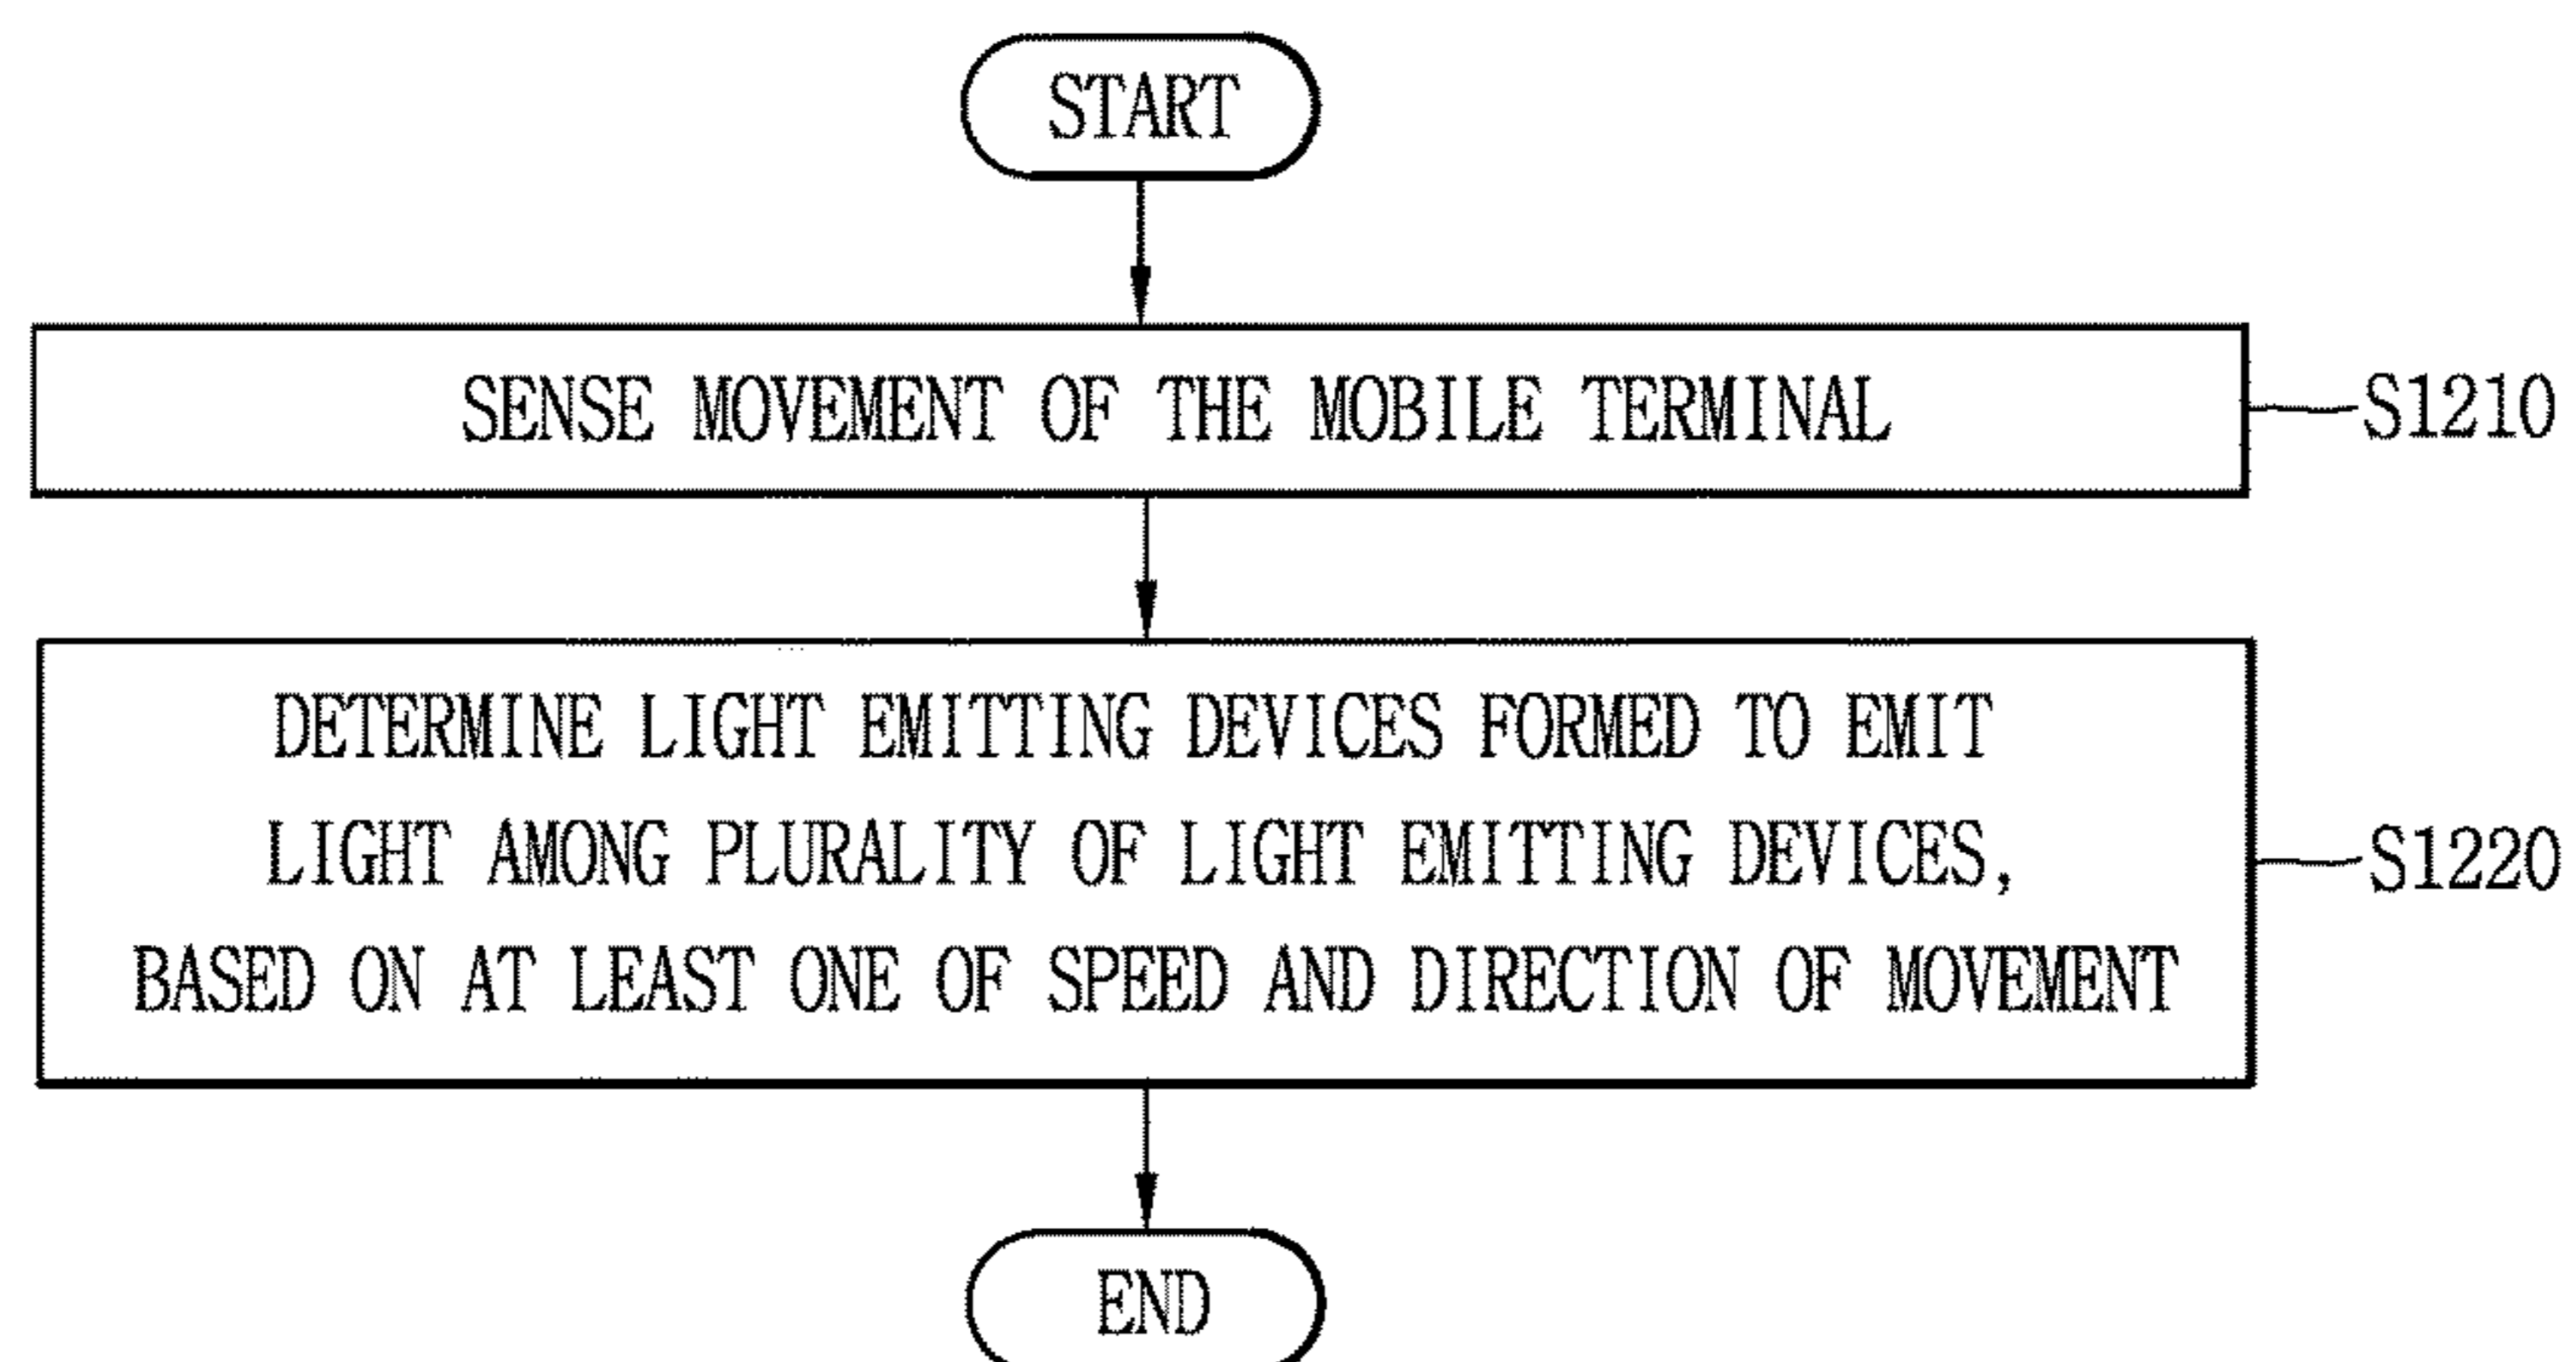 START
SENSE MOVEMENT OF THE MOBILE TERMINAL
S1210
DETERMINE LIGHT EMITTING DEVICES FORMED TO EMIT
LIGHT AMONG PLURALITY OF LIGHT EMITTING DEVICES,
BASED ON AT LEAST ONE OF SPEED AND DIRECTION OF MOVEMENT
S1220
END